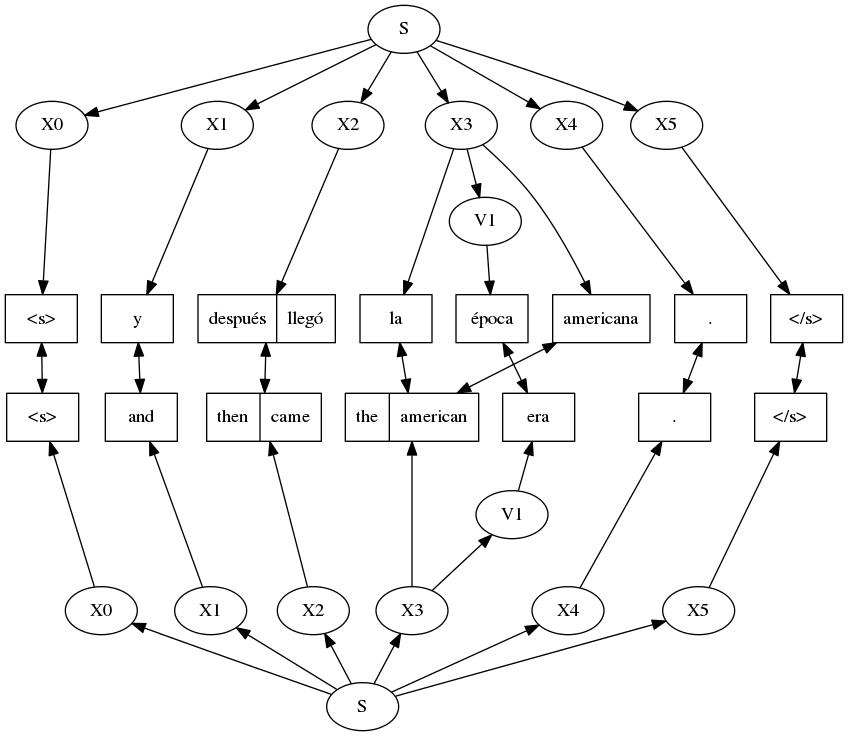 S
X0 X1 X2 X3 X4 X5
V1
<s> y después llegó la época americana . </s>
<s> and then came the american era . </s>
V1
X0 X1 X2 X3 X4 X5
S